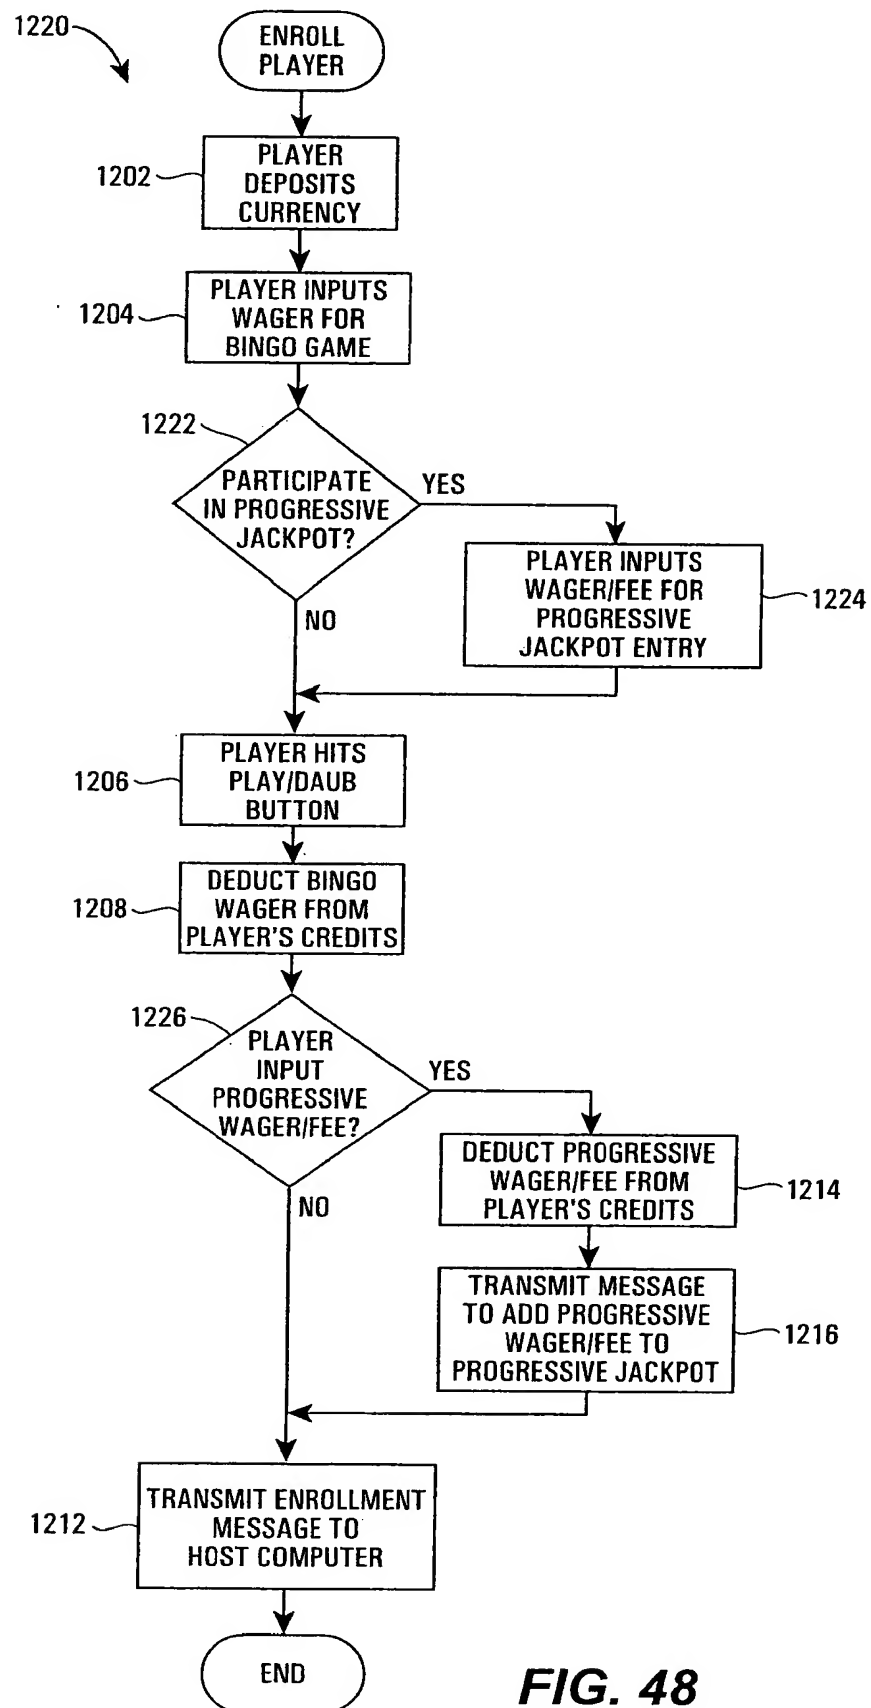 1220
ENROLL
PLAYER
1202
PLAYER
DEPOSITS
CURRENCY
1204
PLAYER INPUTS
WAGER FOR
BINGO GAME
1222
PARTICIPATE
IN PROGRESSIVE
JACKPOT?
YES
NO
PLAYER INPUTS
WAGER/FEE FOR
PROGRESSIVE
JACKPOT ENTRY
1224
1206
PLAYER HITS
PLAY/DAUB
BUTTON
1208
DEDUCT BINGO
WAGER FROM
PLAYER'S CREDITS
1226
PLAYER
INPUT
PROGRESSIVE
WAGER/FEE?
YES
NO
DEDUCT PROGRESSIVE
WAGER/FEE FROM
PLAYER'S CREDITS
1214
TRANSMIT MESSAGE
TO ADD PROGRESSIVE
WAGER/FEE TO
PROGRESSIVE JACKPOT
1216
1212
TRANSMIT ENROLLMENT
MESSAGE TO
HOST COMPUTER
END
FIG. 48